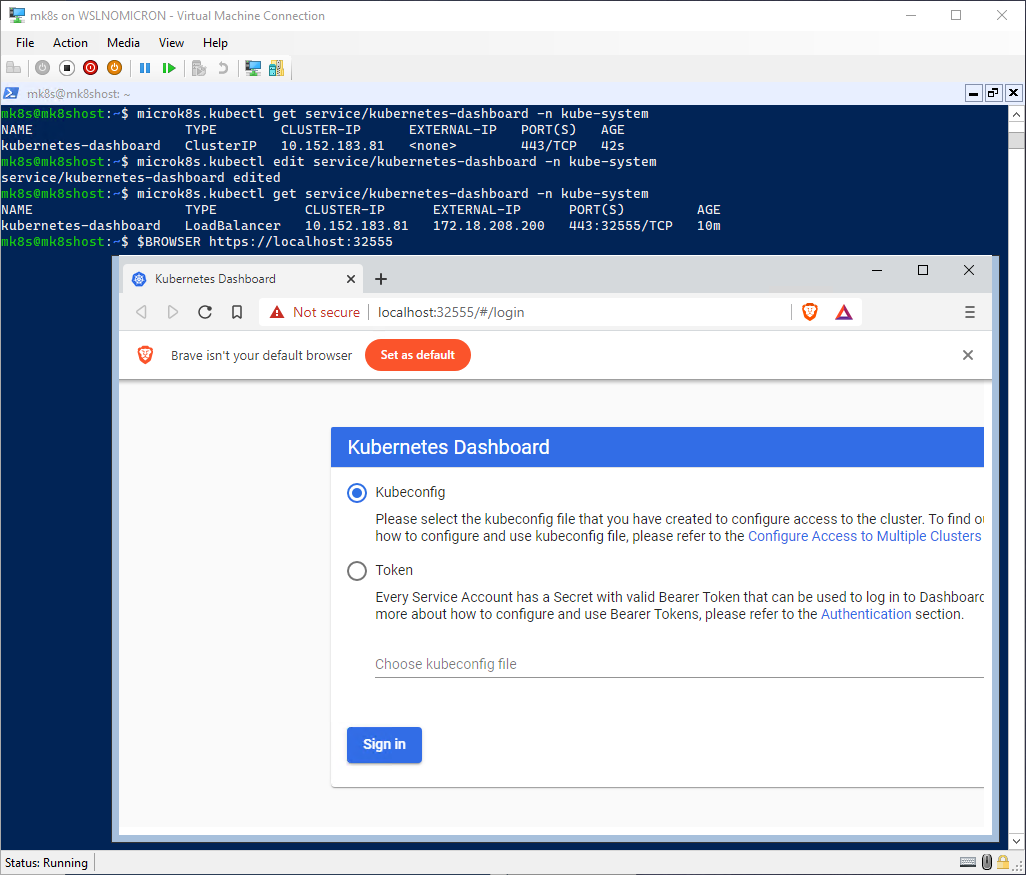 mk8s on WSLNOMICRON - Virtual Machine Connection
File Action Media View Help
mk8s@mk8shost: ~
mk8s@mk8shost:~$ microk8s.kubectl get service/kubernetes-dashboard -n kube-system
NAME TYPE CLUSTER-IP EXTERNAL-IP PORT(S) AGE
kubernetes-dashboard ClusterIP 10.152.183.81 <none> 443/TCP 42s
mk8s@mk8shost:~$ microk8s.kubectl edit service/kubernetes-dashboard -n kube-system
service/kubernetes-dashboard edited
mk8s@mk8shost:~$ microk8s.kubectl get service/kubernetes-dashboard -n kube-system
NAME TYPE CLUSTER-IP EXTERNAL-IP PORT(S) AGE
kubernetes-dashboard LoadBalancer 10.152.183.81 172.18.208.200 443:32555/TCP 10m
mk8s@mk8shost:~$ $BROWSER https://localhost:32555
Kubernetes Dashboard
Not secure localhost:32555/#/login
Brave isn't your default browser Set as default
Kubernetes Dashboard
Kubeconfig
Please select the kubeconfig file that you have created to configure access to the cluster. To find ou
how to configure and use kubeconfig file, please refer to the Configure Access to Multiple Clusters
Token
Every Service Account has a Secret with valid Bearer Token that can be used to log in to Dashboard
more about how to configure and use Bearer Tokens, please refer to the Authentication section.
Choose kubeconfig file
Sign in
Status: Running